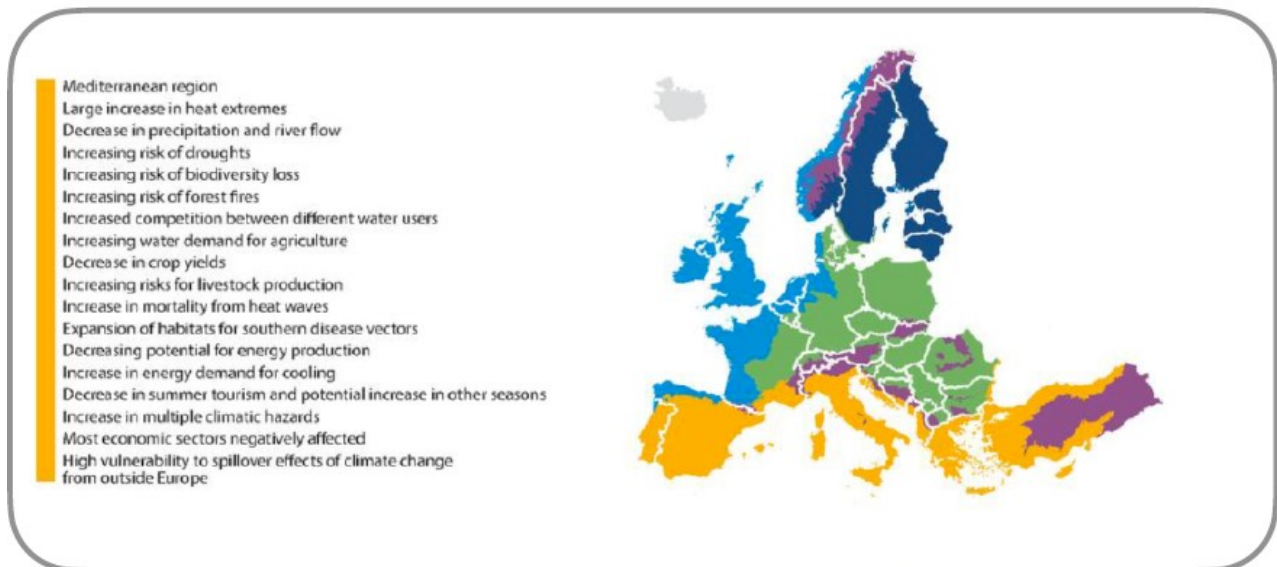 Mediterranean region
Large increase in heat extremes
Decrease in precipitation and river flow
Increasing risk of droughts
Increasing risk of biodiversity loss
Increasing risk of forest fires
Increased competition between different water users
Increasing water demand for agriculture
Decrease in crop yields
Increasing risks for livestock production
Increase in mortality from heat waves
Expansion of habitats for southern disease vectors
Decreasing potential for energy production
Increase in energy demand for cooling
Decrease in summer tourism and potential increase in other seasons
Increase in multiple climatic hazards
Most economic sectors negatively affected
High vulnerability to spillover effects of climate change
from outside Europe